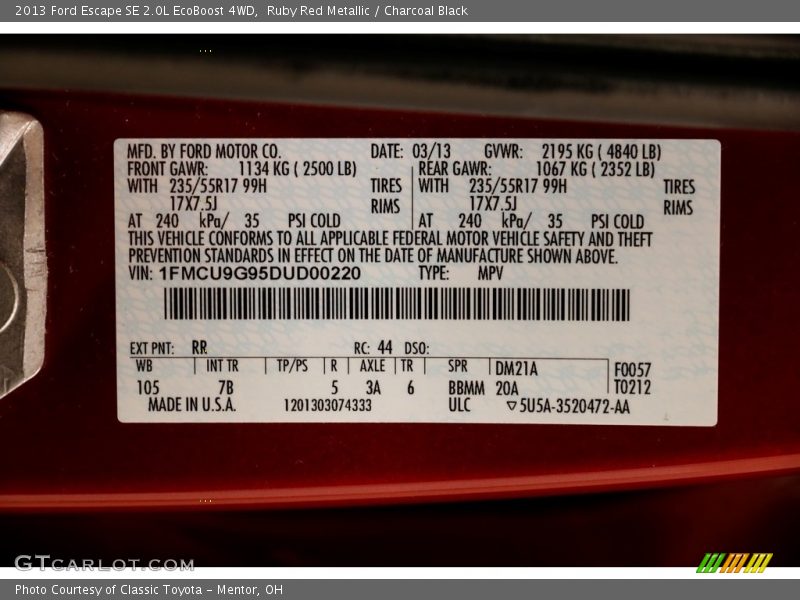 2013 Ford Escape SE 2.0L EcoBoost 4WD, Ruby Red Metallic / Charcoal Black
MFD. BY FORD MOTOR CO. DATE: 03/13 GVWR: 2195 KG ( 4840 LB)
FRONT GAWR: 1134 KG ( 2500 LB) REAR GAWR: 1067 KG ( 2352 LB)
WITH 235/55R17 99H TIRES WITH 235/55R17 99H TIRES
17X7.5J RIMS 17X7.5J RIMS
AT 240 kPa/ 35 PSI COLD AT 240 kPa/ 35 PSI COLD
THIS VEHICLE CONFORMS TO ALL APPLICABLE FEDERAL MOTOR VEHICLE SAFETY AND THEFT
PREVENTION STANDARDS IN EFFECT ON THE DATE OF MANUFACTURE SHOWN ABOVE.
VIN: 1FMCU9G95DUD00220 TYPE: MPV
EXT PNT: RR RC: 44 DSO:
WB INT TR TP/PS R AXLE TR SPR DM21A F0057
105 7B 5 3A 6 BBMM 20A T0212
MADE IN U.S.A. 1201303074333 ULC ▽5U5A-3520472-AA
GTCARLOT.COM
Photo Courtesy of Classic Toyota - Mentor, OH